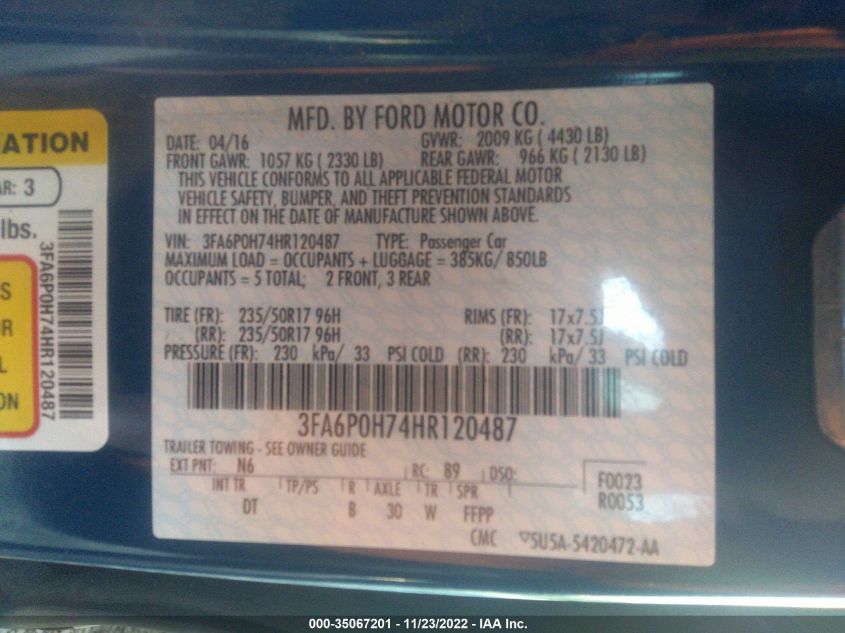 ATION
AR: 3
lbs.
S
OR
L
ON
3FA6P0H74HR120487
MFD. BY FORD MOTOR CO.
DATE: 04/16 GVWR: 2009 KG ( 4430 LB)
FRONT GAWR: 1057 KG ( 2330 LB) REAR GAWR: 966 KG ( 2130 LB)
THIS VEHICLE CONFORMS TO ALL APPLICABLE FEDERAL MOTOR
VEHICLE SAFETY, BUMPER, AND THEFT PREVENTION STANDARDS
IN EFFECT ON THE DATE OF MANUFACTURE SHOWN ABOVE.
VIN: 3FA6P0H74HR120487 TYPE: Passenger Car
MAXIMUM LOAD = OCCUPANTS + LUGGAGE = 385KG/ 850LB
OCCUPANTS = 5 TOTAL; 2 FRONT, 3 REAR
TIRE (FR): 235/50R17 96H RIMS (FR): 17x7.5J
(RR): 235/50R17 96H (RR): 17x7.5J
PRESSURE (FR): 230 kPa/ 33 PSI COLD (RR): 230 kPa/ 33 PSI COLD
3FA6P0H74HR120487
TRAILER TOWING - SEE OWNER GUIDE
EXT PNT: N6 RC: 89 DSO: F0023
INT TR TP/PS R AXLE TR SPR R0053
DT B 30 W FFPP
CMC 5U5A-5420472-AA
000-35067201 - 11/23/2022 - IAA Inc.